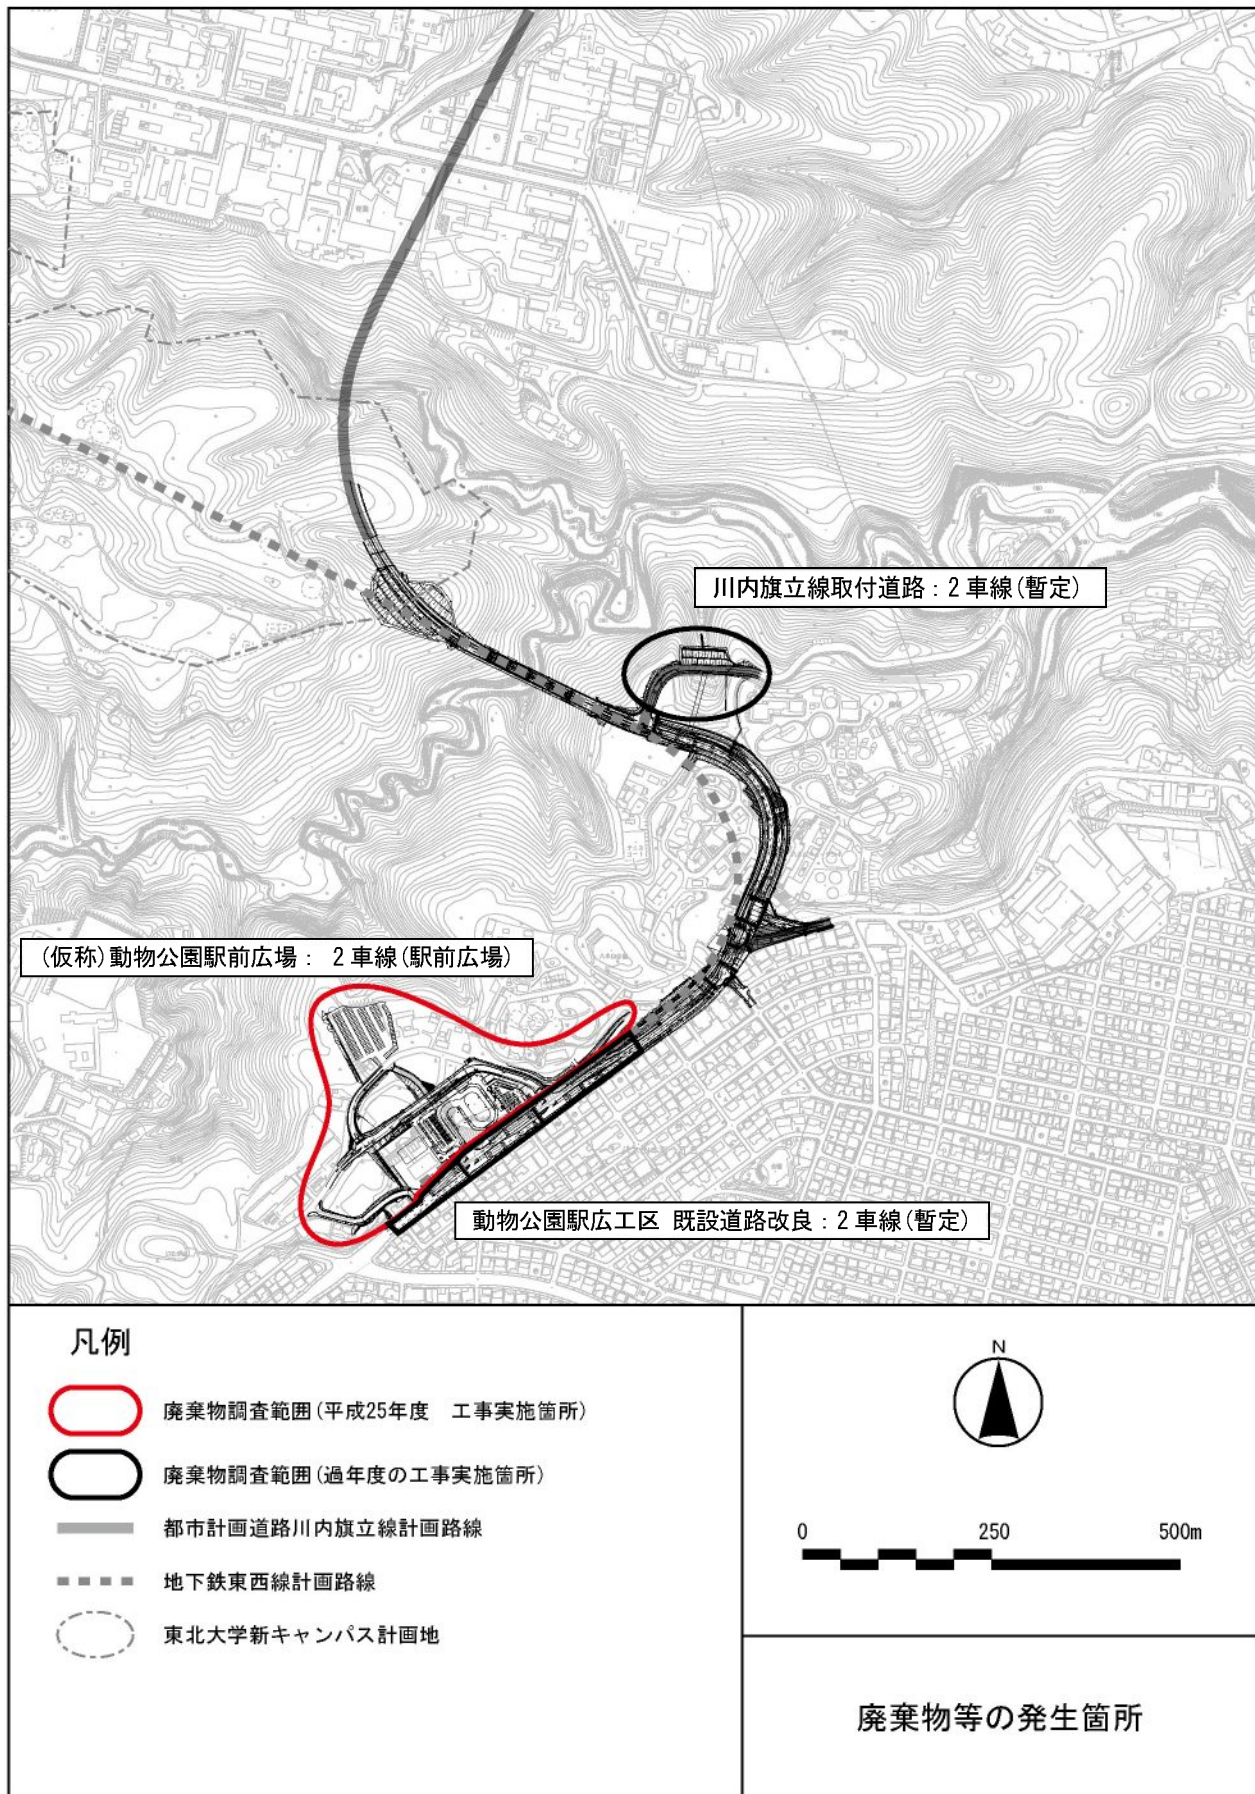 川内旗立線取付道路：2車線(暫定)
(仮称)動物公園駅前広場： 2車線(駅前広場)
動物公園駅広工区 既設道路改良：2車線(暫定)
凡例
廃棄物調査範囲(平成25年度　工事実施箇所)
廃棄物調査範囲(過年度の工事実施箇所)
都市計画道路川内旗立線計画路線
地下鉄東西線計画路線
東北大学新キャンパス計画地
N
0 250 500m
廃棄物等の発生箇所